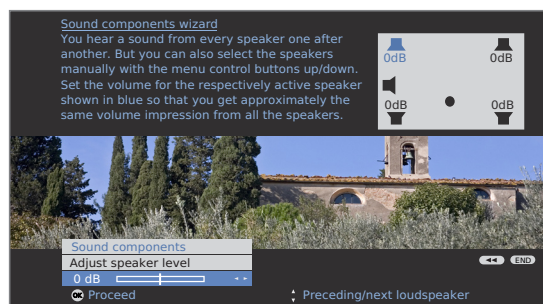 Sound components wizard
You hear a sound from every speaker one after
another. But you can also select the speakers
manually with the menu control buttons up/down.
Set the volume for the respectively active speaker
shown in blue so that you get approximately the
same volume impression from all the speakers.
0dB 0dB
0dB 0dB
Sound components
Adjust speaker level
0 dB
END
OK Proceed
Preceding/next loudspeaker